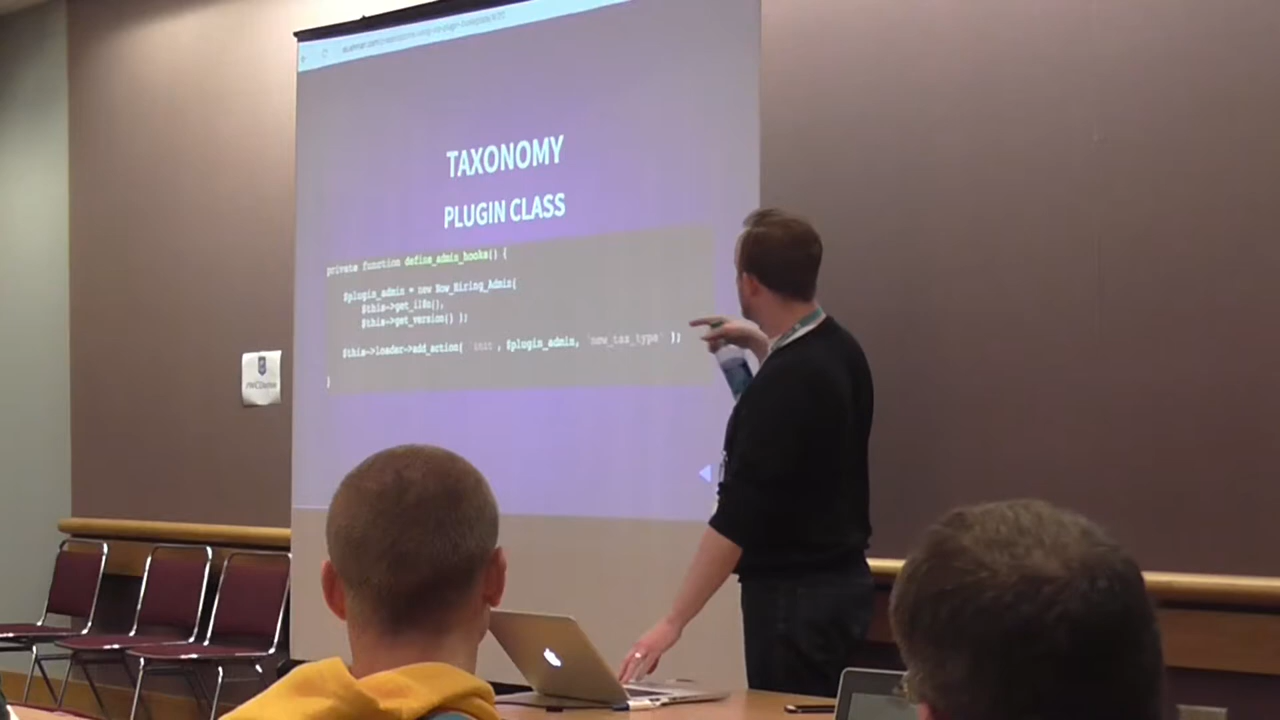 TAXONOMY
PLUGIN CLASS
private function define_admin_hooks() {
$plugin_admin = new Now_Hiring_Admin(
$this->get_i18n(),
$this->get_version() );
$this->loader->add_action( 'init', $plugin_admin, 'new_tax_type' );
}